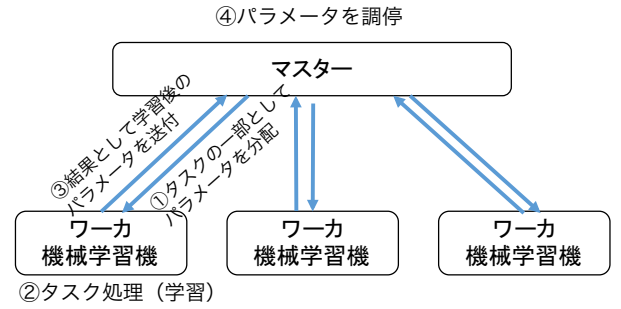 ④パラメータを調停
マスター
③結果として学習後の
パラメータを送付
①タスクの一部として
パラメータを分配
ワーカ
機械学習機
ワーカ
機械学習機
ワーカ
機械学習機
②タスク処理（学習）